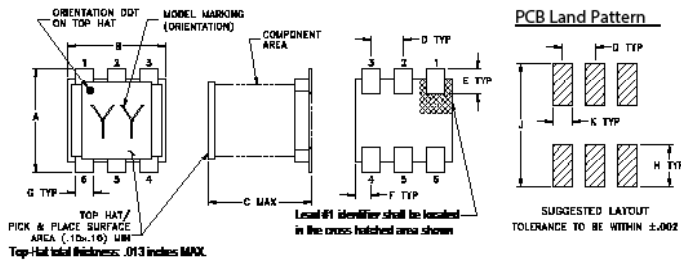 ORIENTATION DOT
ON TOP HAT
MODEL MARKING
(ORIENTATION)
COMPONENT
AREA
B
D TYP
1 2 3
3 2 1
E TYP
A
Y Y
6 5 4
4 5 6
G TYP
C MAX
F TYP
TOP HAT/
PICK & PLACE SURFACE
AREA (.10x.10) MIN
Top-Hat total thickness: .013 inches MAX.
Lead #1 identifier shall be located
in the cross hatched area shown
PCB Land Pattern
D TYP
J
K TYP
H TYP
SUGGESTED LAYOUT
TOLERANCE TO BE WITHIN ±.002